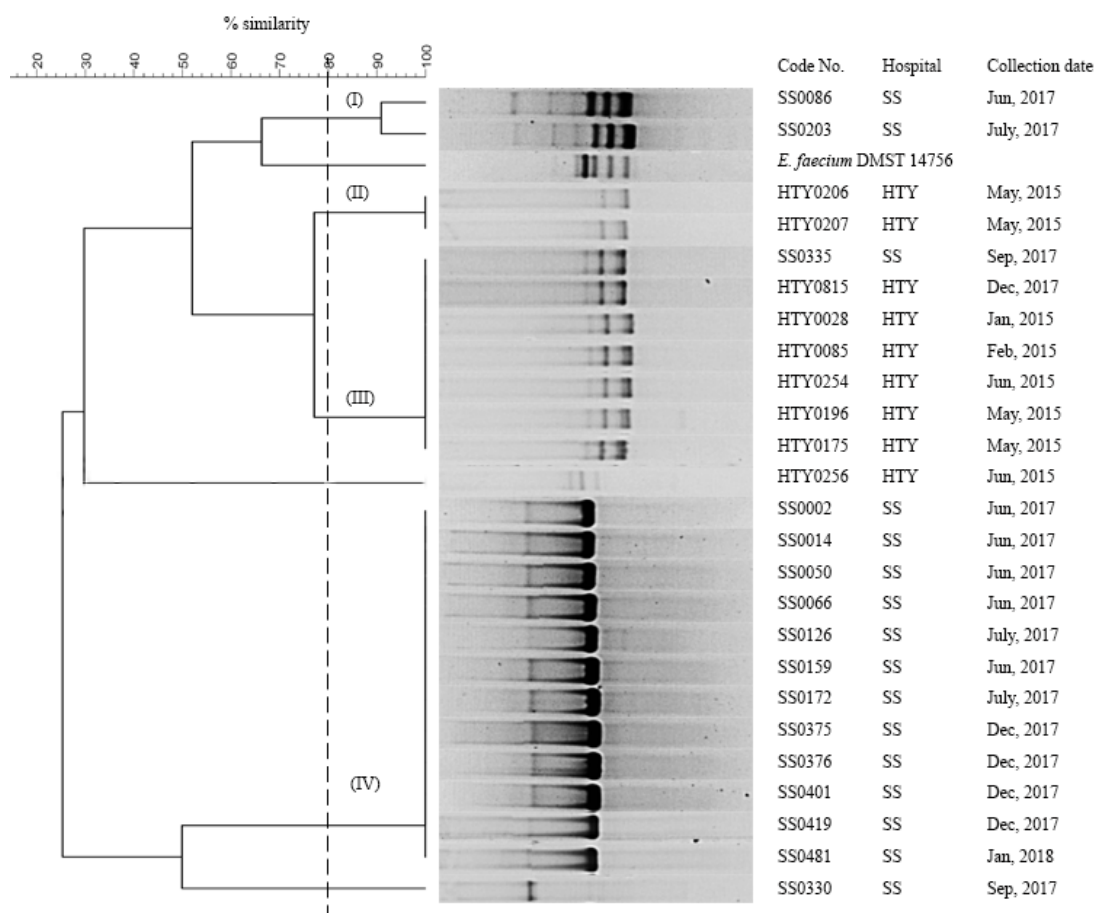 % similarity
20 30 40 50 60 70 80 90 100
Code No. Hospital Collection date
(I) SS0086 SS Jun, 2017
SS0203 SS July, 2017
E. faecium DMST 14756
(II) HTY0206 HTY May, 2015
HTY0207 HTY May, 2015
SS0335 SS Sep, 2017
HTY0815 HTY Dec, 2017
HTY0028 HTY Jan, 2015
HTY0085 HTY Feb, 2015
HTY0254 HTY Jun, 2015
(III) HTY0196 HTY May, 2015
HTY0175 HTY May, 2015
HTY0256 HTY Jun, 2015
SS0002 SS Jun, 2017
SS0014 SS Jun, 2017
SS0050 SS Jun, 2017
SS0066 SS Jun, 2017
SS0126 SS July, 2017
SS0159 SS Jun, 2017
SS0172 SS July, 2017
SS0375 SS Dec, 2017
SS0376 SS Dec, 2017
(IV) SS0401 SS Dec, 2017
SS0419 SS Dec, 2017
SS0481 SS Jan, 2018
SS0330 SS Sep, 2017